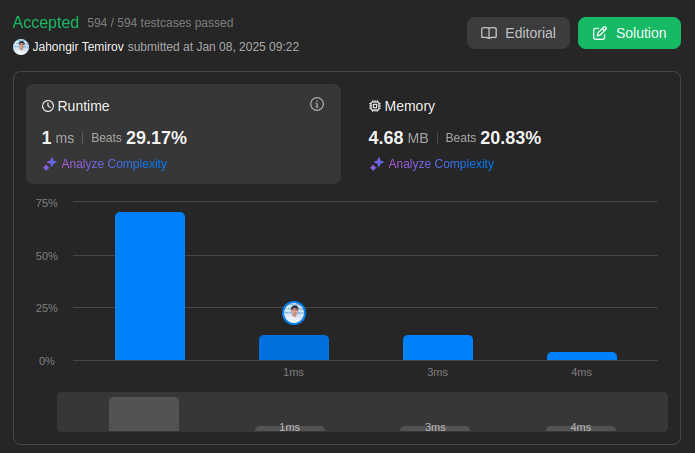 Accepted 594 / 594 testcases passed
Jahongir Temirov submitted at Jan 08, 2025 09:22
Editorial
Solution
Runtime
1 ms Beats 29.17%
Analyze Complexity
Memory
4.68 MB Beats 20.83%
Analyze Complexity
75%
50%
25%
0%
1ms 3ms 4ms
1ms 3ms 4ms